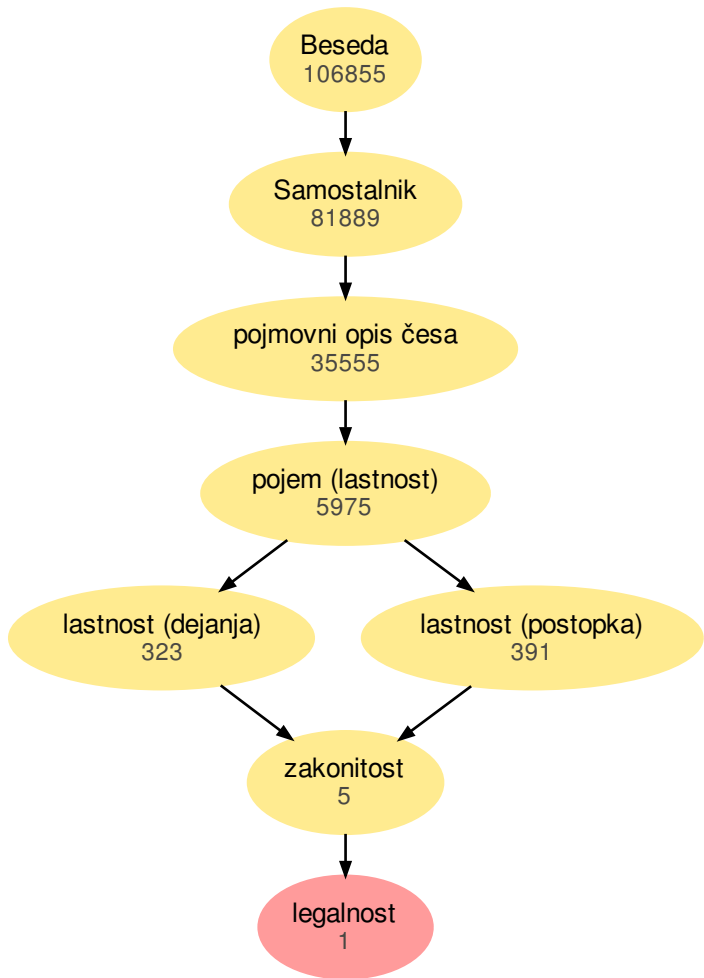 Beseda
106855
Samostalnik
81889
pojmovni opis česa
35555
pojem (lastnost)
5975
lastnost (dejanja)
323
lastnost (postopka)
391
zakonitost
5
legalnost
1